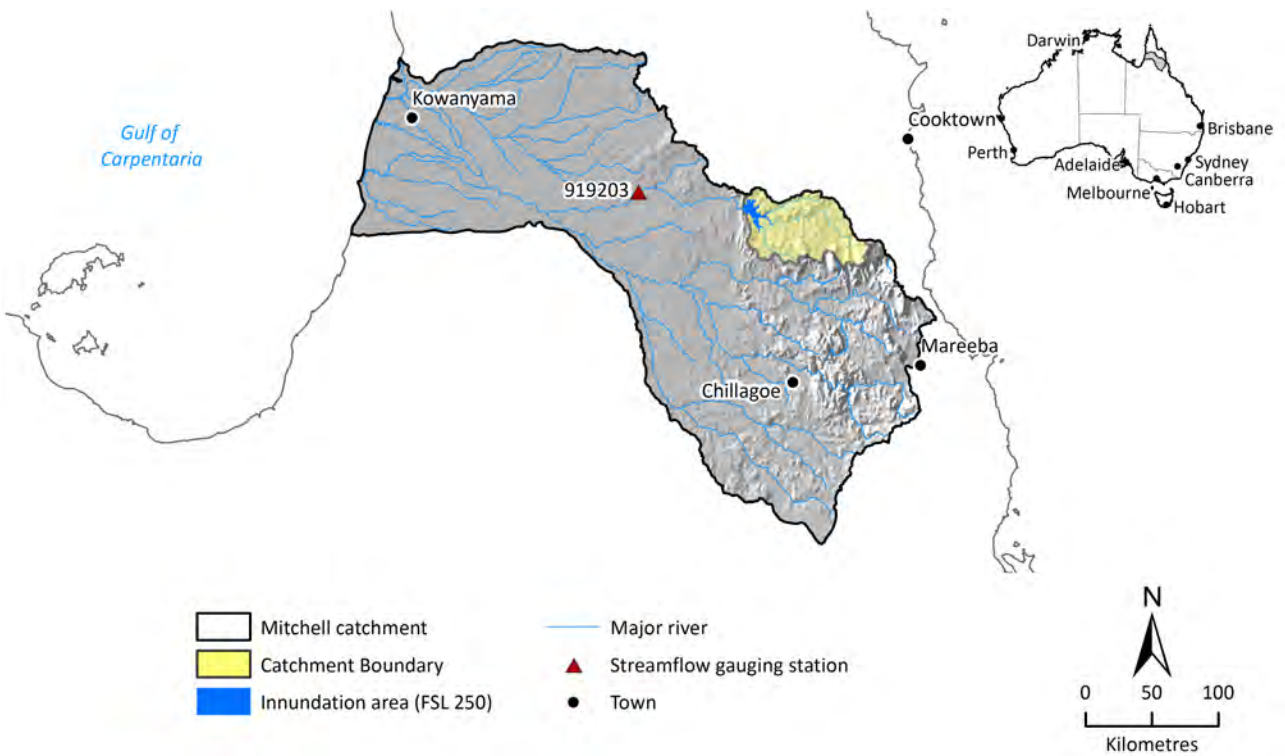 Darwin
Kowanyama
Cooktown
Gulf of
Carpentaria
Brisbane
Perth
Adelaide
Sydney
Canberra
Melbourne
919203
Hobart
Mareeba
Chillagoe
N
Mitchell catchment
Major river
Catchment Boundary
Streamflow gauging station
Innundation area (FSL 250)
Town
0 50 100
Kilometres